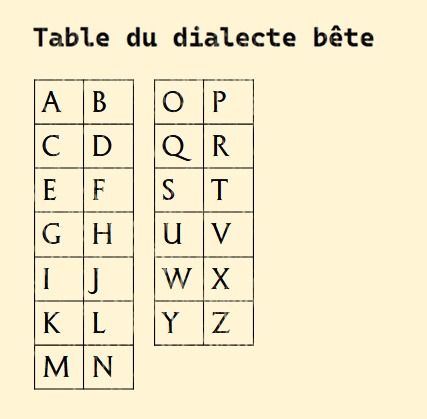 Table du dialecte bête
A B O P
C D Q R
E F S T
G H U V
I J W X
K L Y Z
M N